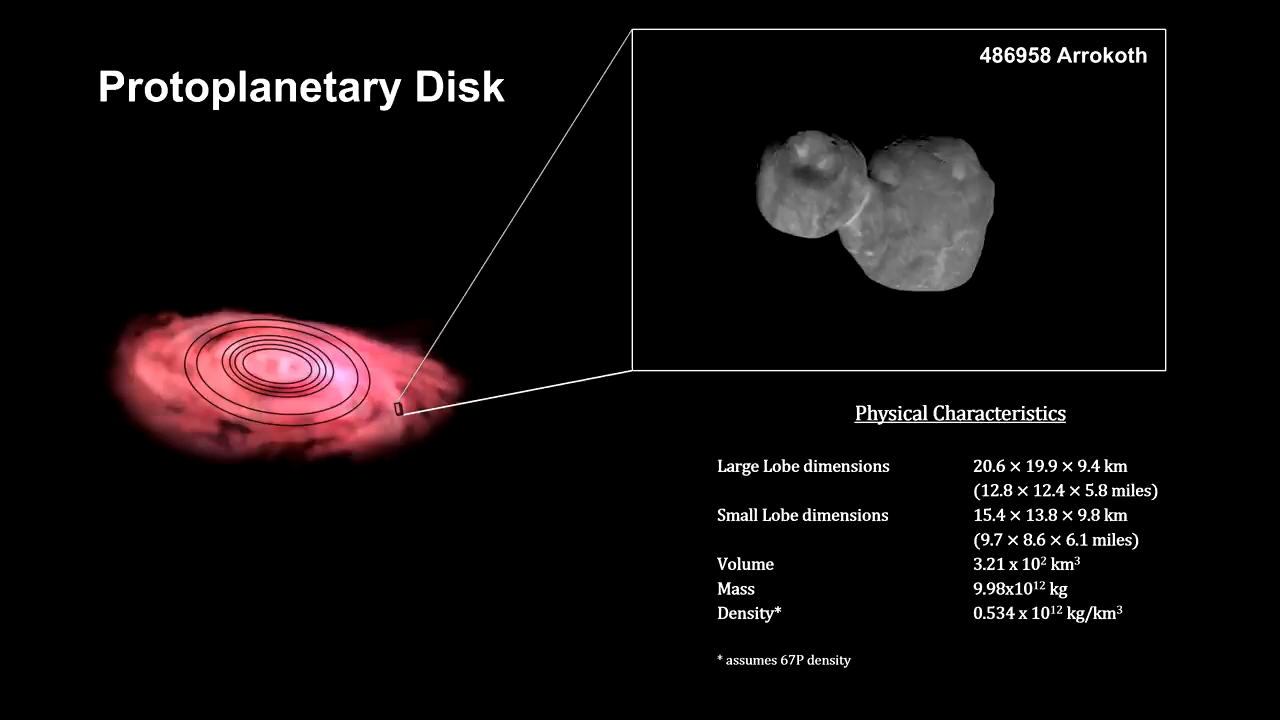 Protoplanetary Disk
486958 Arrokoth
Physical Characteristics
Large Lobe dimensions 20.6 × 19.9 × 9.4 km
(12.8 × 12.4 × 5.8 miles)
Small Lobe dimensions 15.4 × 13.8 × 9.8 km
(9.7 × 8.6 × 6.1 miles)
Volume 3.21 x 10² km³
Mass 9.98x10¹² kg
Density* 0.534 x 10¹² kg/km³
* assumes 67P density